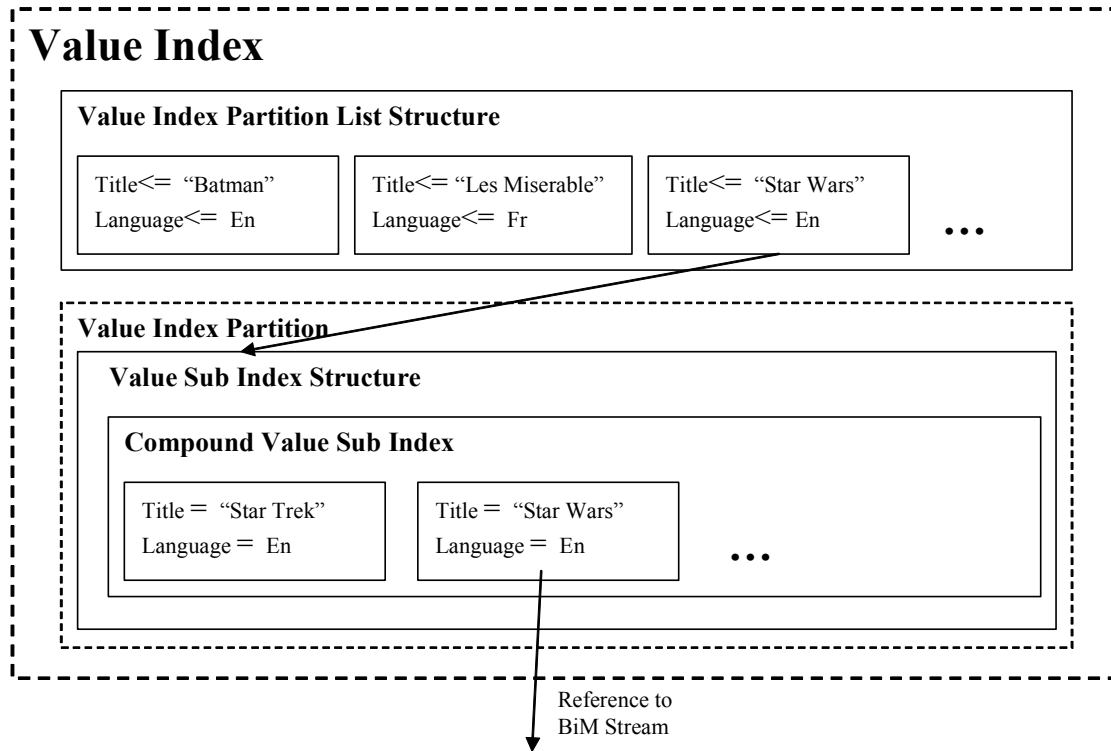 Value Index
Value Index Partition List Structure
Title<= “Batman”
Language<= En
Title<= “Les Miserable”
Language<= Fr
Title<= “Star Wars”
Language<= En
...
Value Index Partition
Value Sub Index Structure
Compound Value Sub Index
Title = “Star Trek”
Language = En
Title = “Star Wars”
Language = En
...
Reference to
BiM Stream